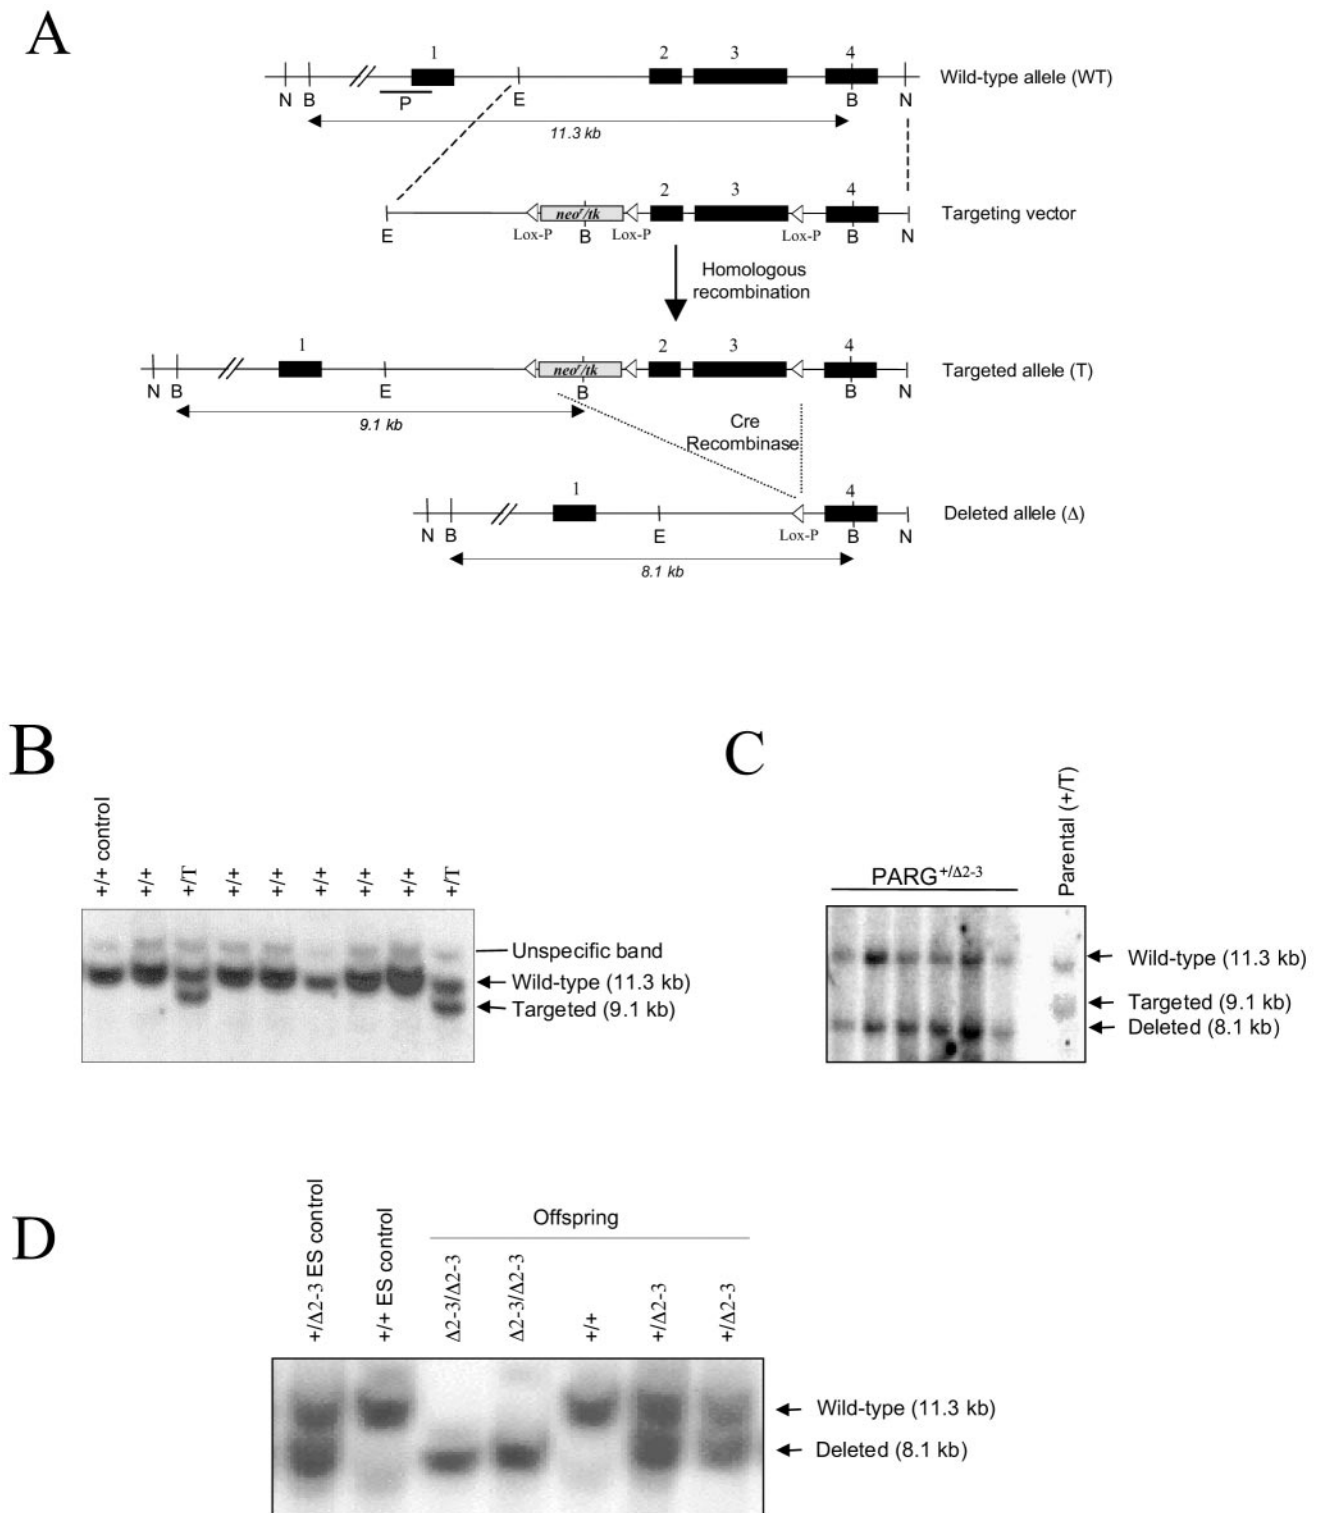 A
1 2 3 4
N B P E B N
Wild-type allele (WT)
11.3 kb
2 3 4
neoʳ/tk
E Lox-P B Lox-P Lox-P B N
Targeting vector
Homologous
recombination
1 2 3 4
neoʳ/tk
N B E B B N
Targeted allele (T)
9.1 kb
Cre
Recombinase
1 4
N B E Lox-P B N
Deleted allele (Δ)
8.1 kb
B
+/+ control
+/+
+/T
+/+
+/+
+/+
+/+
+/+
+/T
Unspecific band
Wild-type (11.3 kb)
Targeted (9.1 kb)
C
PARG+/Δ2-3
Parental (+/T)
Wild-type (11.3 kb)
Targeted (9.1 kb)
Deleted (8.1 kb)
D
+/Δ2-3 ES control
+/+ ES control
Offspring
Δ2-3/Δ2-3
Δ2-3/Δ2-3
+/+
+/Δ2-3
+/Δ2-3
Wild-type (11.3 kb)
Deleted (8.1 kb)